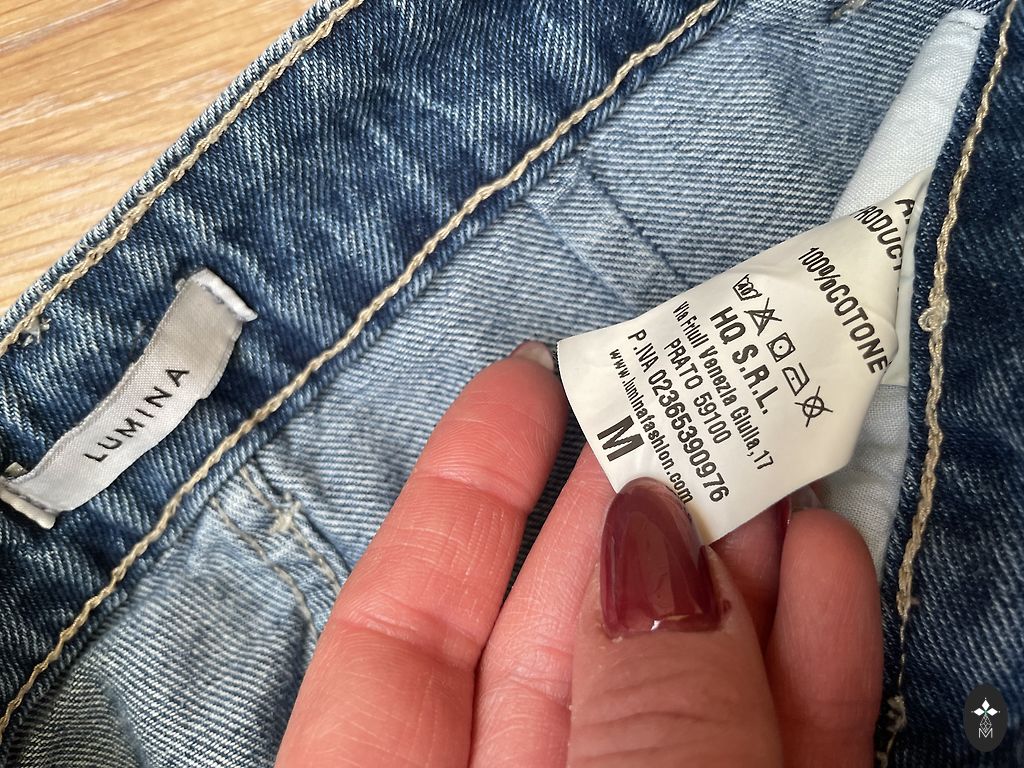 LUMINA
PRODUCT
100%COTONE
HQ S.R.L.
Via Friuli Venezia Giulia,17
PRATO 59100
P.IVA 02365390976
www.luminafashion.com
M